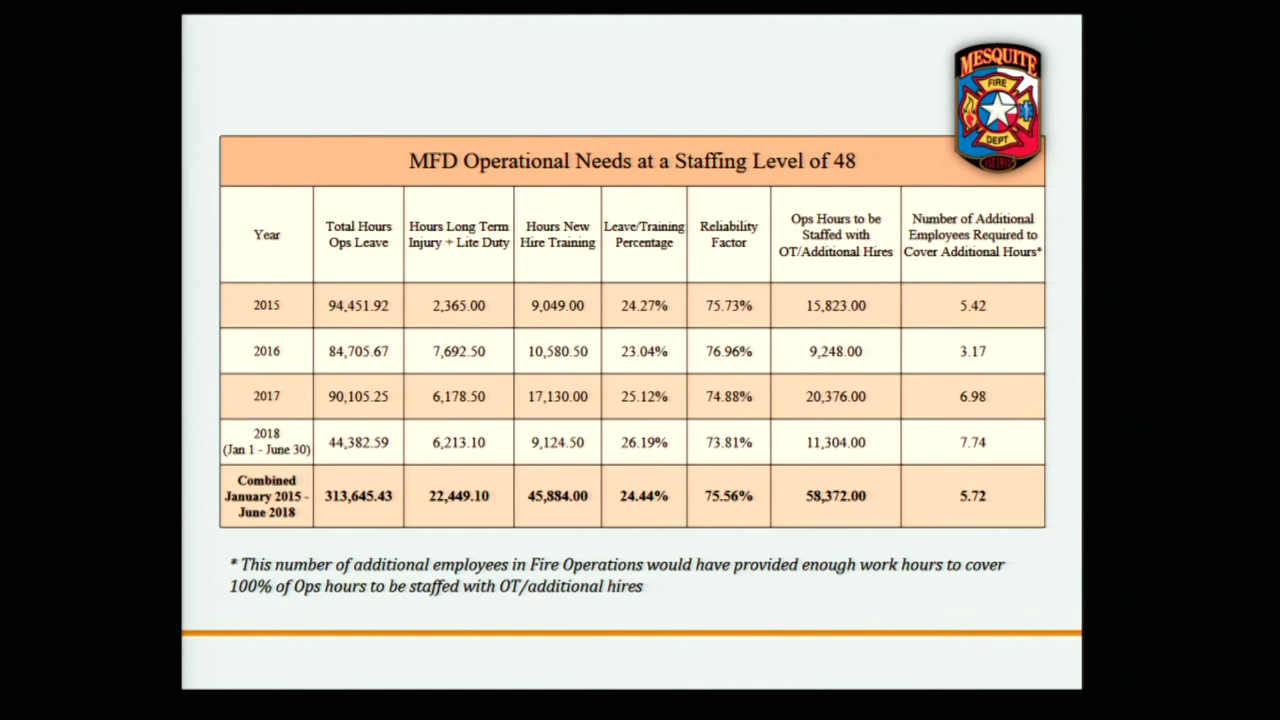 MESQUITE
FIRE
DEPT
MFD Operational Needs at a Staffing Level of 48
Year
Total Hours
Ops Leave
Hours Long Term
Injury + Lite Duty
Hours New
Hire Training
Leave/Training
Percentage
Reliability
Factor
Ops Hours to be
Staffed with
OT/Additional Hires
Number of Additional
Employees Required to
Cover Additional Hours*
2015 94,451.92 2,365.00 9,049.00 24.27% 75.73% 15,823.00 5.42
2016 84,705.67 7,692.50 10,580.50 23.04% 76.96% 9,248.00 3.17
2017 90,105.25 6,178.50 17,130.00 25.12% 74.88% 20,376.00 6.98
2018
(Jan 1 - June 30) 44,382.59 6,213.10 9,124.50 26.19% 73.81% 11,304.00 7.74
Combined
January 2015 -
June 2018
313,645.43 22,449.10 45,884.00 24.44% 75.56% 58,372.00 5.72
* This number of additional employees in Fire Operations would have provided enough work hours to cover
100% of Ops hours to be staffed with OT/additional hires